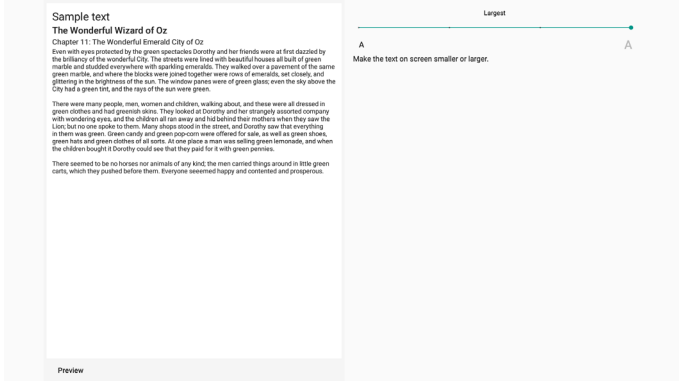 Sample text
The Wonderful Wizard of Oz
Chapter 11: The Wonderful Emerald City of Oz
Even with eyes protected by the green spectacles Dorothy and her friends were at first dazzled by
the brilliancy of the wonderful City. The streets were lined with beautiful houses all built of green
marble and studded everywhere with sparkling emeralds. They walked over a pavement of the same
green marble, and where the blocks were joined together were rows of emeralds, set closely, and
glittering in the brightness of the sun. The window panes were of green glass; even the sky above the
City had a green tint, and the rays of the sun were green.
There were many people, men, women and children, walking about, and these were all dressed in
green clothes and had greenish skins. They looked at Dorothy and her strangely assorted company
with wondering eyes, and the children all ran away and hid behind their mothers when they saw the
Lion; but no one spoke to them. Many shops stood in the street, and Dorothy saw that everything
in them was green. Green candy and green pop-corn were offered for sale, as well as green shoes,
green hats and green clothes of all sorts. At one place a man was selling green lemonade, and when
the children bought it Dorothy could see that they paid for it with green pennies.
There seemed to be no horses nor animals of any kind; the men carried things around in little green
carts, which they pushed before them. Everyone seeemed happy and contented and prosperous.
Preview
Largest
A
A
Make the text on screen smaller or larger.